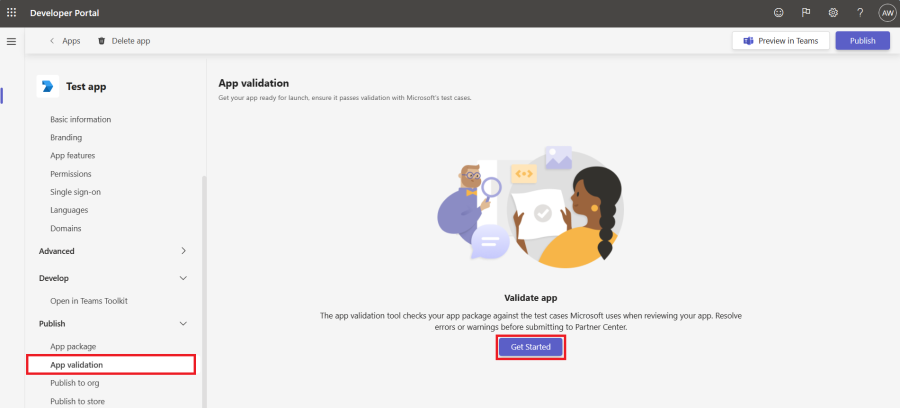 Developer Portal
?
AW
Apps
Delete app
Preview in Teams
Publish
Test app
Basic information
Branding
App features
Permissions
Single sign-on
Languages
Domains
Advanced
Develop
Open in Teams Toolkit
Publish
App package
App validation
Publish to org
Publish to store
App validation
Get your app ready for launch, ensure it passes validation with Microsoft's test cases.
Validate app
The app validation tool checks your app package against the test cases Microsoft uses when reviewing your app. Resolve
errors or warnings before submitting to Partner Center.
Get Started